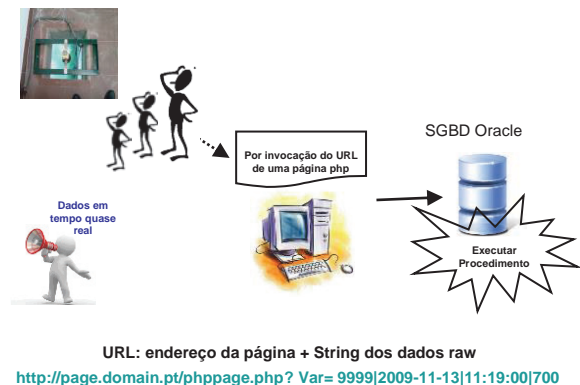 SGBD Oracle
Por invocação do URL
de uma página php
Dados em
tempo quase
real
Executar
Procedimento
URL: endereço da página + String dos dados raw
http://page.domain.pt/phppage.php? Var= 9999|2009-11-13|11:19:00|700